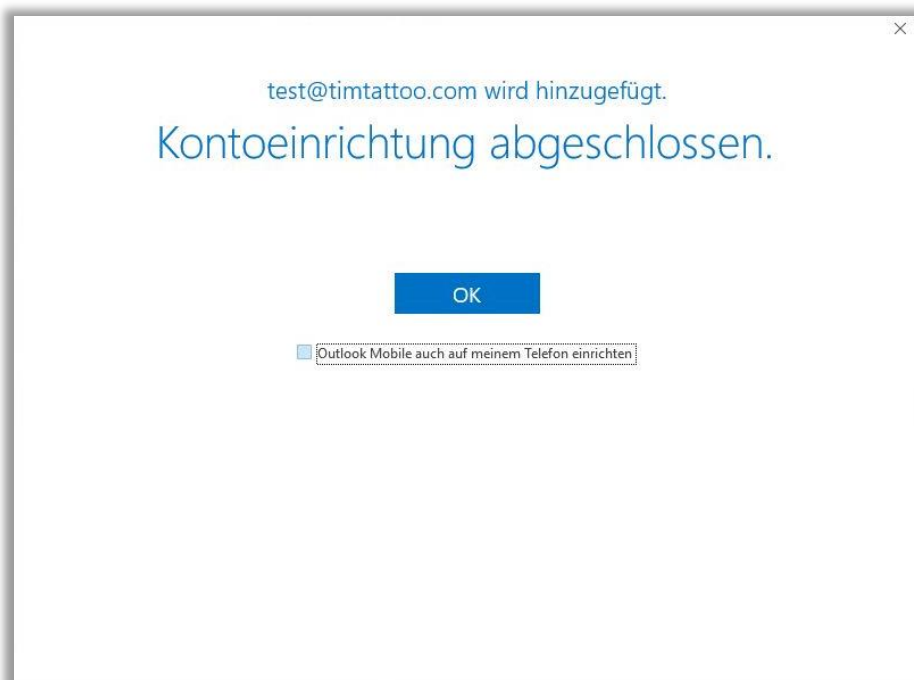 test@timtattoo.com wird hinzugefügt.
Kontoeinrichtung abgeschlossen.
OK
Outlook Mobile auch auf meinem Telefon einrichten